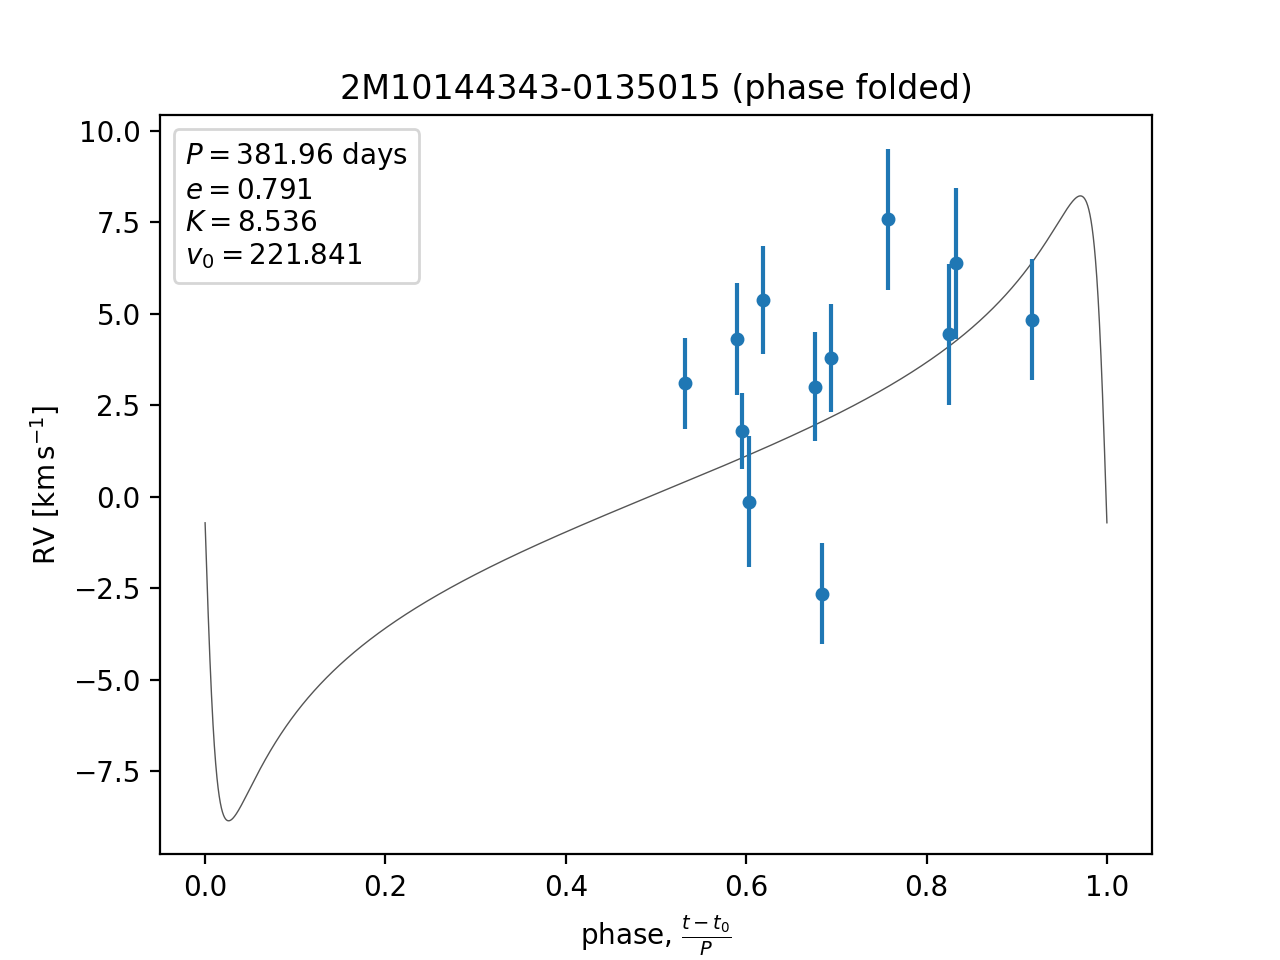 2M10144343-0135015 (phase folded)
P = 381.96 days
e = 0.791
K = 8.536
v₀ = 221.841
10.0
7.5
5.0
2.5
0.0
−2.5
−5.0
−7.5
RV [km s⁻¹]
0.0 0.2 0.4 0.6 0.8 1.0
phase, (t − t₀)/P